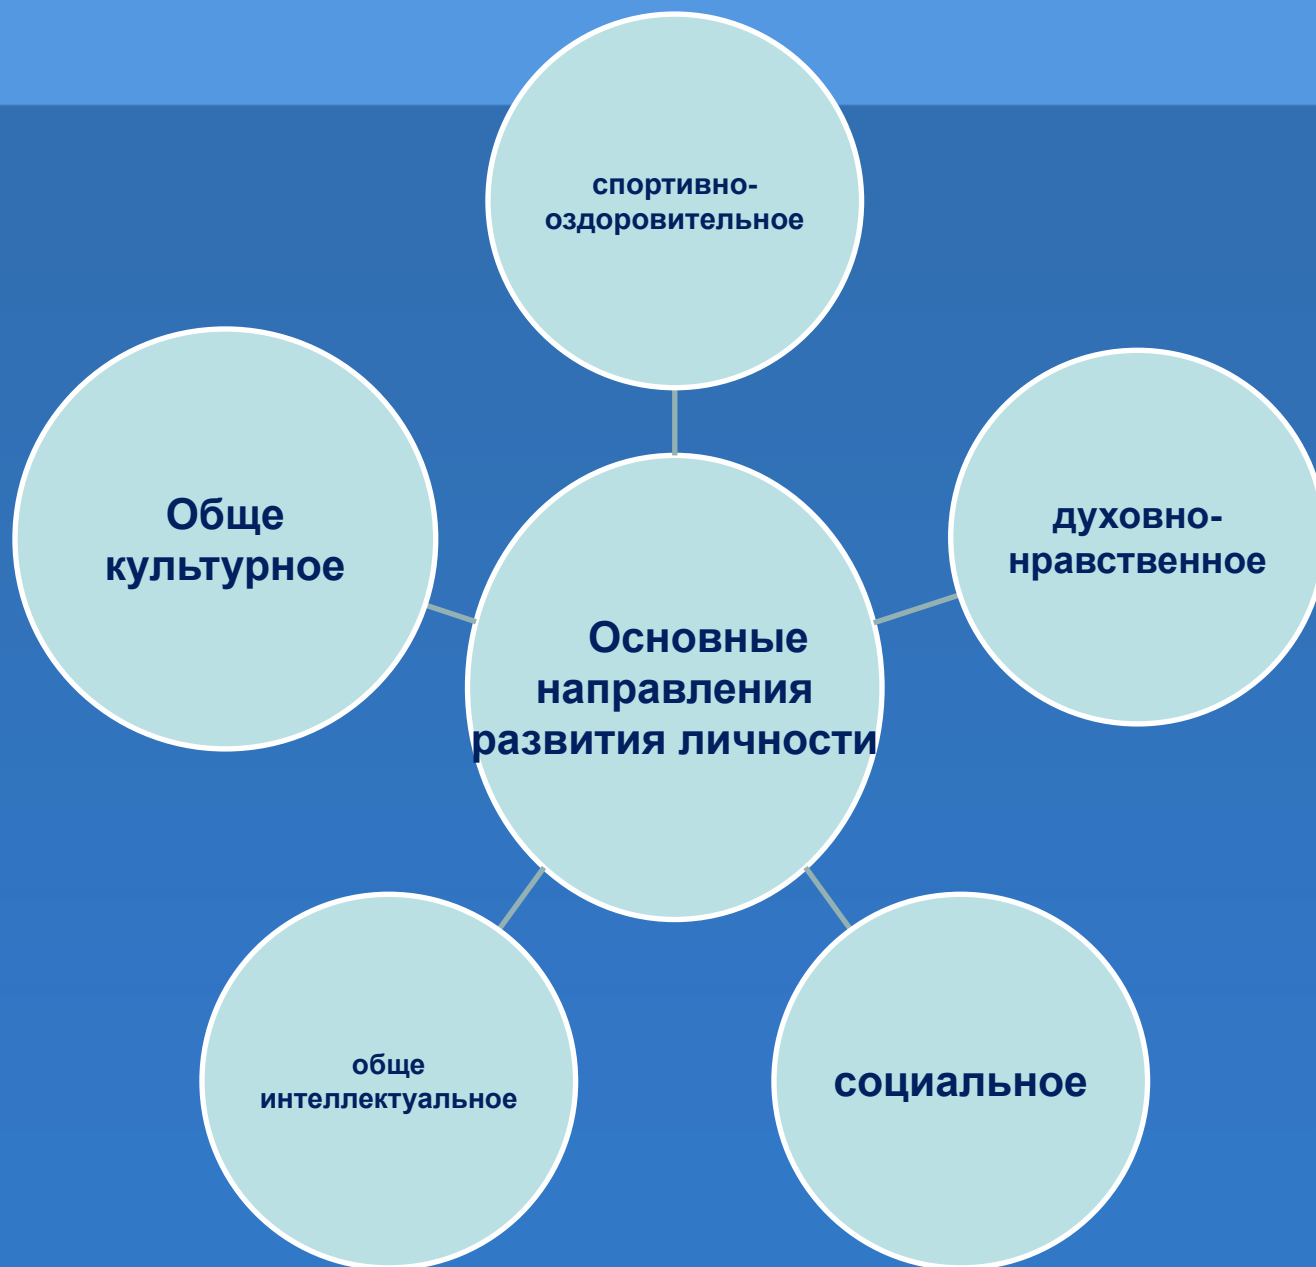 спортивно-
оздоровительное
Обще
культурное
духовно-
нравственное
Основные
направления
развития личности
обще
интеллектуальное
социальное